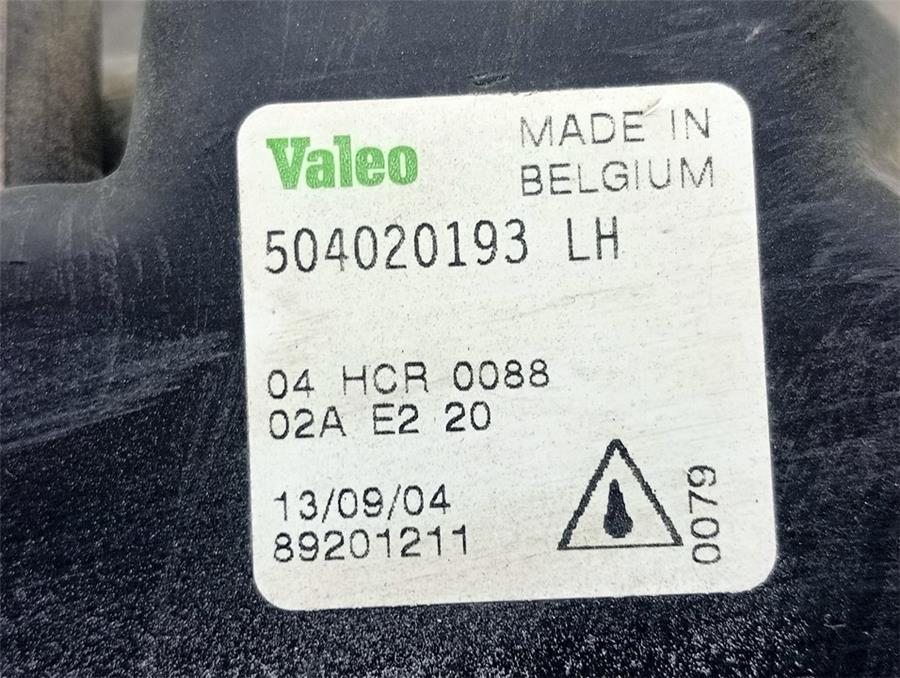 Valeo
MADE IN
BELGIUM
504020193 LH
04 HCR 0088
02A E2 20
13/09/04
89201211
0079